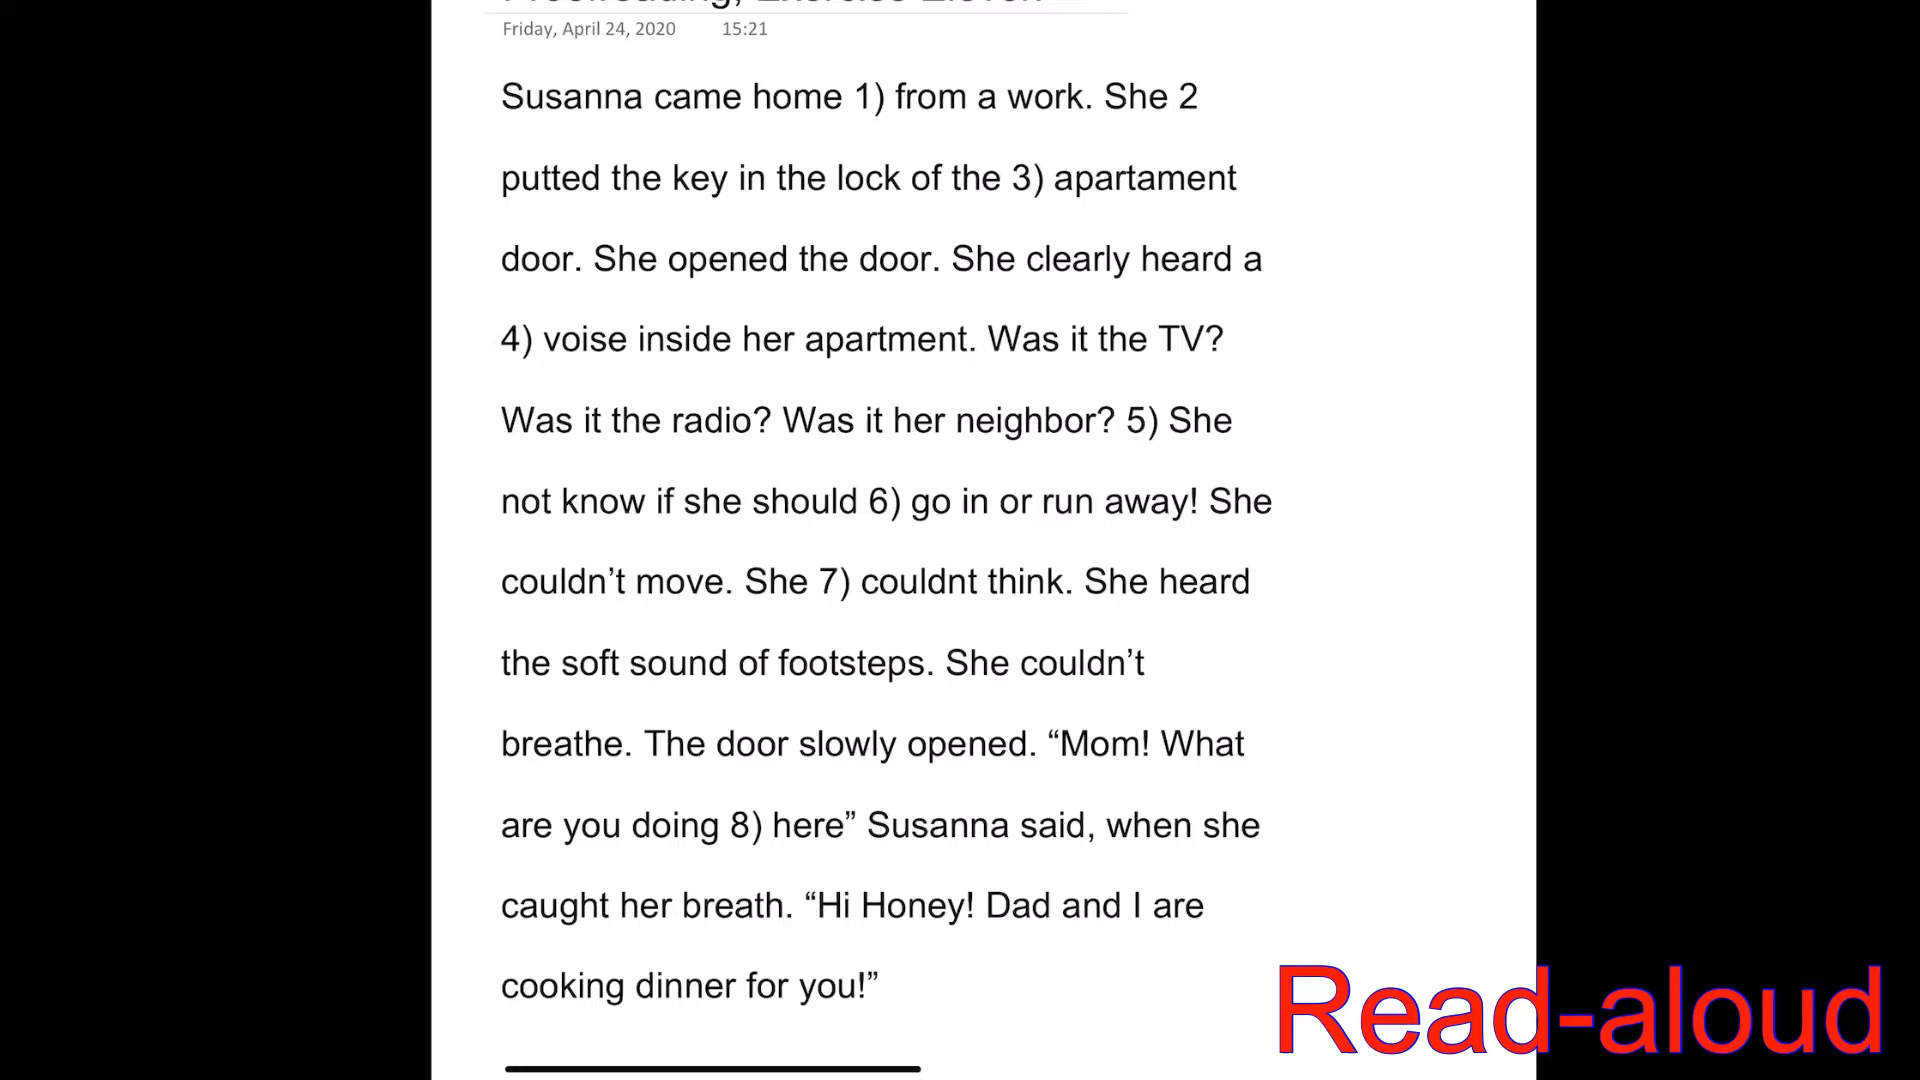 Proofreading, Exercise Eleven
Friday, April 24, 2020 15:21
Susanna came home 1) from a work. She 2
putted the key in the lock of the 3) apartament
door. She opened the door. She clearly heard a
4) voise inside her apartment. Was it the TV?
Was it the radio? Was it her neighbor? 5) She
not know if she should 6) go in or run away! She
couldn’t move. She 7) couldnt think. She heard
the soft sound of footsteps. She couldn’t
breathe. The door slowly opened. “Mom! What
are you doing 8) here” Susanna said, when she
caught her breath. “Hi Honey! Dad and I are
cooking dinner for you!”
Read-aloud